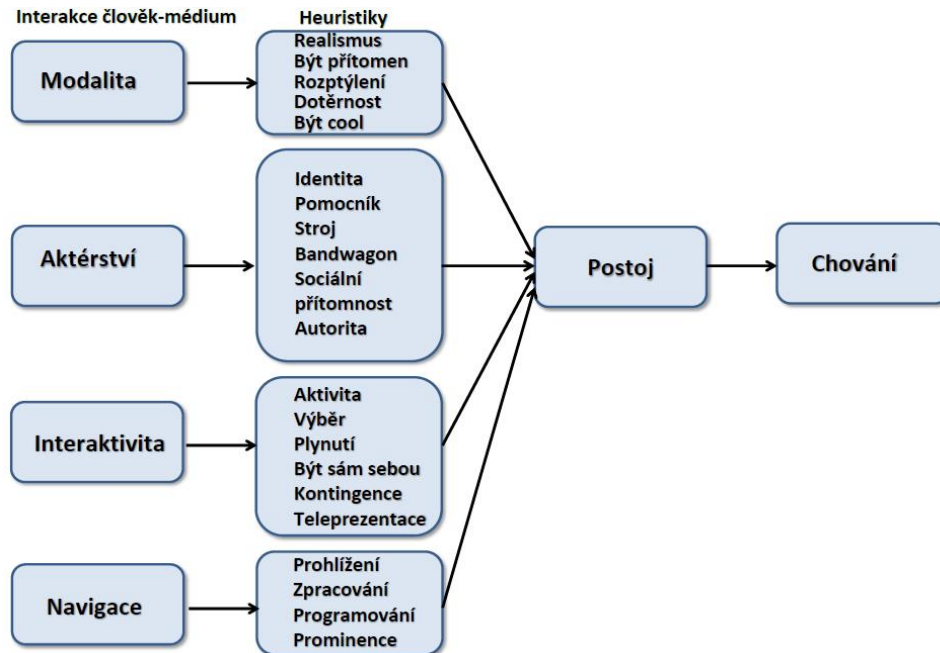 Interakce člověk-médium
Heuristiky
Modalita
Realismus
Být přítomen
Rozptýlení
Dotěrnost
Být cool
Aktérství
Identita
Pomocník
Stroj
Bandwagon
Sociální
přítomnost
Autorita
Interaktivita
Aktivita
Výběr
Plynutí
Být sám sebou
Kontingence
Teleprezentace
Navigace
Prohlížení
Zpracování
Programování
Prominence
Postoj
Chování